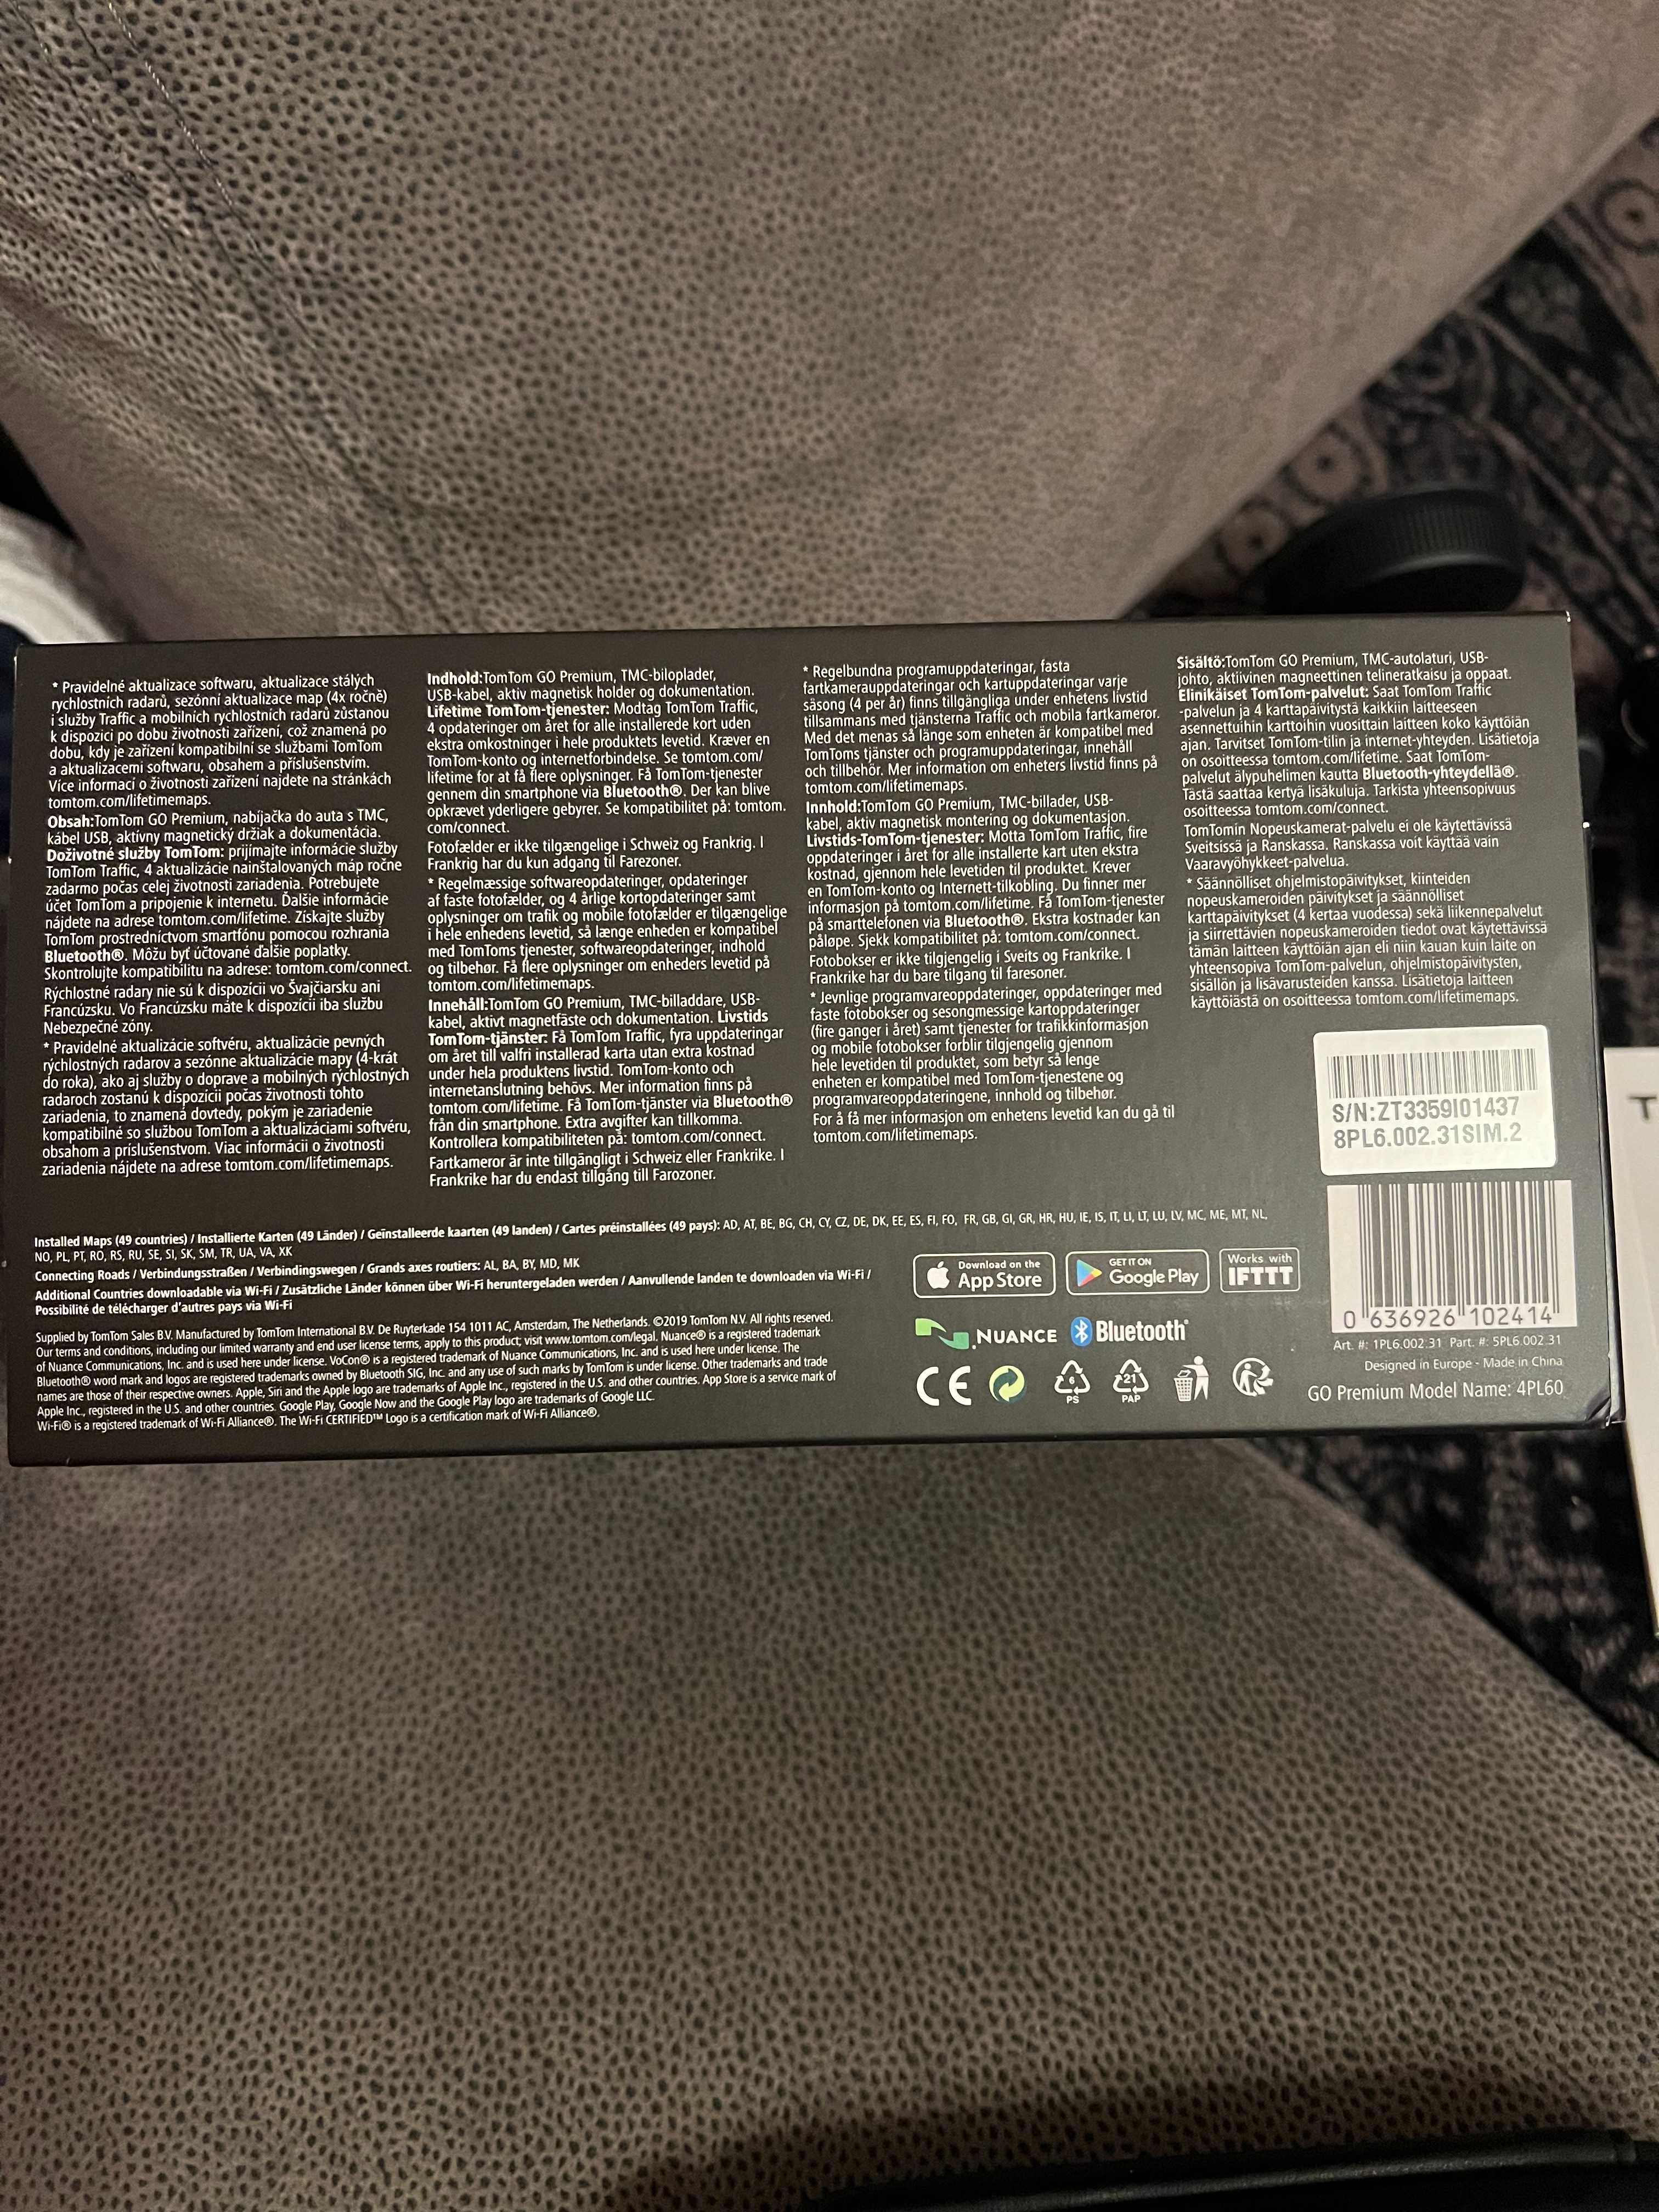 * Pravidelné aktualizace softwaru, aktualizace stálých
rychlostních radarů, sezónní aktualizace map (4x ročně)
i služby Traffic a mobilních rychlostních radarů zůstanou
k dispozici po dobu životnosti zařízení, což znamená po
dobu, kdy je zařízení kompatibilní se službami TomTom
a aktualizacemi softwaru, obsahem a příslušenstvím.
Více informací o životnosti zařízení najdete na stránkách
tomtom.com/lifetimemaps.
Obsah:TomTom GO Premium, nabíjačka do auta s TMC,
kábel USB, aktívny magnetický držiak a dokumentácia.
Doživotné služby TomTom: prijímajte informácie služby
TomTom Traffic, 4 aktualizácie nainštalovaných máp ročne
zadarmo počas celej životnosti zariadenia. Potrebujete
účet TomTom a pripojenie k internetu. Ďalšie informácie
nájdete na adrese tomtom.com/lifetime. Získajte služby
TomTom prostredníctvom smartfónu pomocou rozhrania
Bluetooth®. Môžu byť účtované ďalšie poplatky.
Skontrolujte kompatibilitu na adrese: tomtom.com/connect.
Rýchlostné radary nie sú k dispozícii vo Švajčiarsku ani
Francúzsku. Vo Francúzsku máte k dispozícii iba službu
Nebezpečné zóny.
* Pravidelné aktualizácie softvéru, aktualizácie pevných
rýchlostných radarov a sezónne aktualizácie mapy (4-krát
do roka), ako aj služby o doprave a mobilných rýchlostných
radaroch zostanú k dispozícii počas životnosti tohto
zariadenia, to znamená dovtedy, pokým je zariadenie
kompatibilné so službou TomTom a aktualizáciami softvéru,
obsahom a príslušenstvom. Viac informácii o životnosti
zariadenia nájdete na adrese tomtom.com/lifetimemaps.
Indhold:TomTom GO Premium, TMC-biloplader,
USB-kabel, aktiv magnetisk holder og dokumentation.
Lifetime TomTom-tjenester: Modtag TomTom Traffic,
4 opdateringer om året for alle installerede kort uden
ekstra omkostninger i hele produktets levetid. Kræver en
TomTom-konto og internetforbindelse. Se tomtom.com/
lifetime for at få flere oplysninger. Få TomTom-tjenester
gennem din smartphone via Bluetooth®. Der kan blive
opkrævet yderligere gebyrer. Se kompatibilitet på: tomtom.
com/connect.
Fotofælder er ikke tilgængelige i Schweiz og Frankrig. I
Frankrig har du kun adgang til Farezoner.
* Regelmæssige softwareopdateringer, opdateringer
af faste fotofælder, og 4 årlige kortopdateringer samt
oplysninger om trafik og mobile fotofælder er tilgængelige
i hele enhedens levetid, så længe enheden er kompatibel
med TomToms tjenester, softwareopdateringer, indhold
og tilbehør. Få flere oplysninger om enheders levetid på
tomtom.com/lifetimemaps.
Innehåll:TomTom GO Premium, TMC-billaddare, USB-
kabel, aktivt magnetfäste och dokumentation. Livstids
TomTom-tjänster: Få TomTom Traffic, fyra uppdateringar
om året till valfri installerad karta utan extra kostnad
under hela produktens livstid. TomTom-konto och
internetanslutning behövs. Mer information finns på
tomtom.com/lifetime. Få TomTom-tjänster via Bluetooth®
från din smartphone. Extra avgifter kan tillkomma.
Kontrollera kompatibiliteten på: tomtom.com/connect.
Fartkameror är inte tillgängligt i Schweiz eller Frankrike. I
Frankrike har du endast tillgång till Farozoner.
* Regelbundna programuppdateringar, fasta
fartkamerauppdateringar och kartuppdateringar varje
säsong (4 per år) finns tillgängliga under enhetens livstid
tillsammans med tjänsterna Traffic och mobila fartkameror.
Med det menas så länge som enheten är kompatibel med
TomToms tjänster och programuppdateringar, innehåll
och tillbehör. Mer information om enheters livstid finns på
tomtom.com/lifetimemaps.
Innhold:TomTom GO Premium, TMC-billader, USB-
kabel, aktiv magnetisk montering og dokumentasjon.
Livstids-TomTom-tjenester: Motta TomTom Traffic, fire
oppdateringer i året for alle installerte kart uten ekstra
kostnad, gjennom hele levetiden til produktet. Krever
en TomTom-konto og Internett-tilkobling. Du finner mer
informasjon på tomtom.com/lifetime. Få TomTom-tjenester
på smarttelefonen via Bluetooth®. Ekstra kostnader kan
påløpe. Sjekk kompatibilitet på: tomtom.com/connect.
Fotobokser er ikke tilgjengelig i Sveits og Frankrike. I
Frankrike har du bare tilgang til faresoner.
* Jevnlige programvareoppdateringer, oppdateringer med
faste fotobokser og sesongmessige kartoppdateringer
(fire ganger i året) samt tjenester for trafikkinformasjon
og mobile fotobokser forblir tilgjengelig gjennom
hele levetiden til produktet, som betyr så lenge
enheten er kompatibel med TomTom-tjenestene og
programvareoppdateringene, innhold og tilbehør.
For å få mer informasjon om enhetens levetid kan du gå til
tomtom.com/lifetimemaps.
Sisältö:TomTom GO Premium, TMC-autolaturi, USB-
johto, aktiivinen magneettinen telineratkaisu ja oppaat.
Elinikäiset TomTom-palvelut: Saat TomTom Traffic
-palvelun ja 4 karttapäivitystä kaikkiin laitteeseen
asennettuihin karttoihin vuosittain laitteen koko käyttöiän
ajan. Tarvitset TomTom-tilin ja internet-yhteyden. Lisätietoja
on osoitteessa tomtom.com/lifetime. Saat TomTom-
palvelut älypuhelimen kautta Bluetooth-yhteydellä®.
Tästä saattaa kertyä lisäkuluja. Tarkista yhteensopivuus
osoitteessa tomtom.com/connect.
TomTomin Nopeuskamerat-palvelu ei ole käytettävissä
Sveitsissä ja Ranskassa. Ranskassa voit käyttää vain
Vaaravyöhykkeet-palvelua.
* Säännölliset ohjelmistopäivitykset, kiinteiden
nopeuskameroiden päivitykset ja säännölliset
karttapäivitykset (4 kertaa vuodessa) sekä liikennepalvelut
ja siirrettävien nopeuskameroiden tiedot ovat käytettävissä
tämän laitteen käyttöiän ajan eli niin kauan kuin laite on
yhteensopiva TomTom-palvelun, ohjelmistopäivitysten,
sisällön ja lisävarusteiden kanssa. Lisätietoja laitteen
käyttöiästä on osoitteessa tomtom.com/lifetimemaps.
S/N:ZT3359I01437
8PL6.002.31SIM.2
Installed Maps (49 countries) / Installierte Karten (49 Länder) / Geïnstalleerde kaarten (49 landen) / Cartes préinstallées (49 pays): AD, AT, BE, BG, CH, CY, CZ, DE, DK, EE, ES, FI, FO, FR, GB, GI, GR, HR, HU, IE, IS, IT, LI, LT, LU, LV, MC, ME, MT, NL,
NO, PL, PT, RO, RS, RU, SE, SI, SK, SM, TR, UA, VA, XK
Connecting Roads / Verbindungsstraßen / Verbindingswegen / Grands axes routiers: AL, BA, BY, MD, MK
Additional Countries downloadable via Wi-Fi / Zusätzliche Länder können über Wi-Fi heruntergeladen werden / Aanvullende landen te downloaden via Wi-Fi /
Possibilité de télécharger d'autres pays via Wi-Fi
Supplied by TomTom Sales B.V. Manufactured by TomTom International B.V. De Ruyterkade 154 1011 AC, Amsterdam, The Netherlands. ©2019 TomTom N.V. All rights reserved.
Our terms and conditions, including our limited warranty and end user license terms, apply to this product; visit www.tomtom.com/legal. Nuance® is a registered trademark
of Nuance Communications, Inc. and is used here under license. VoCon® is a registered trademark of Nuance Communications, Inc. and is used here under license. The
Bluetooth® word mark and logos are registered trademarks owned by Bluetooth SIG, Inc. and any use of such marks by TomTom is under license. Other trademarks and trade
names are those of their respective owners. Apple, Siri and the Apple logo are trademarks of Apple Inc., registered in the U.S. and other countries. App Store is a service mark of
Apple Inc., registered in the U.S. and other countries. Google Play, Google Now and the Google Play logo are trademarks of Google LLC.
Wi-Fi® is a registered trademark of Wi-Fi Alliance®. The Wi-Fi CERTIFIED™ Logo is a certification mark of Wi-Fi Alliance®.
Download on the
App Store
GET IT ON
Google Play
Works with
IFTTT
NUANCE
Bluetooth®
CE
6
PS
21
PAP
0 636926 102414
Art. #: 1PL6.002.31 Part. #: 5PL6.002.31
Designed in Europe - Made in China
GO Premium Model Name: 4PL60
T